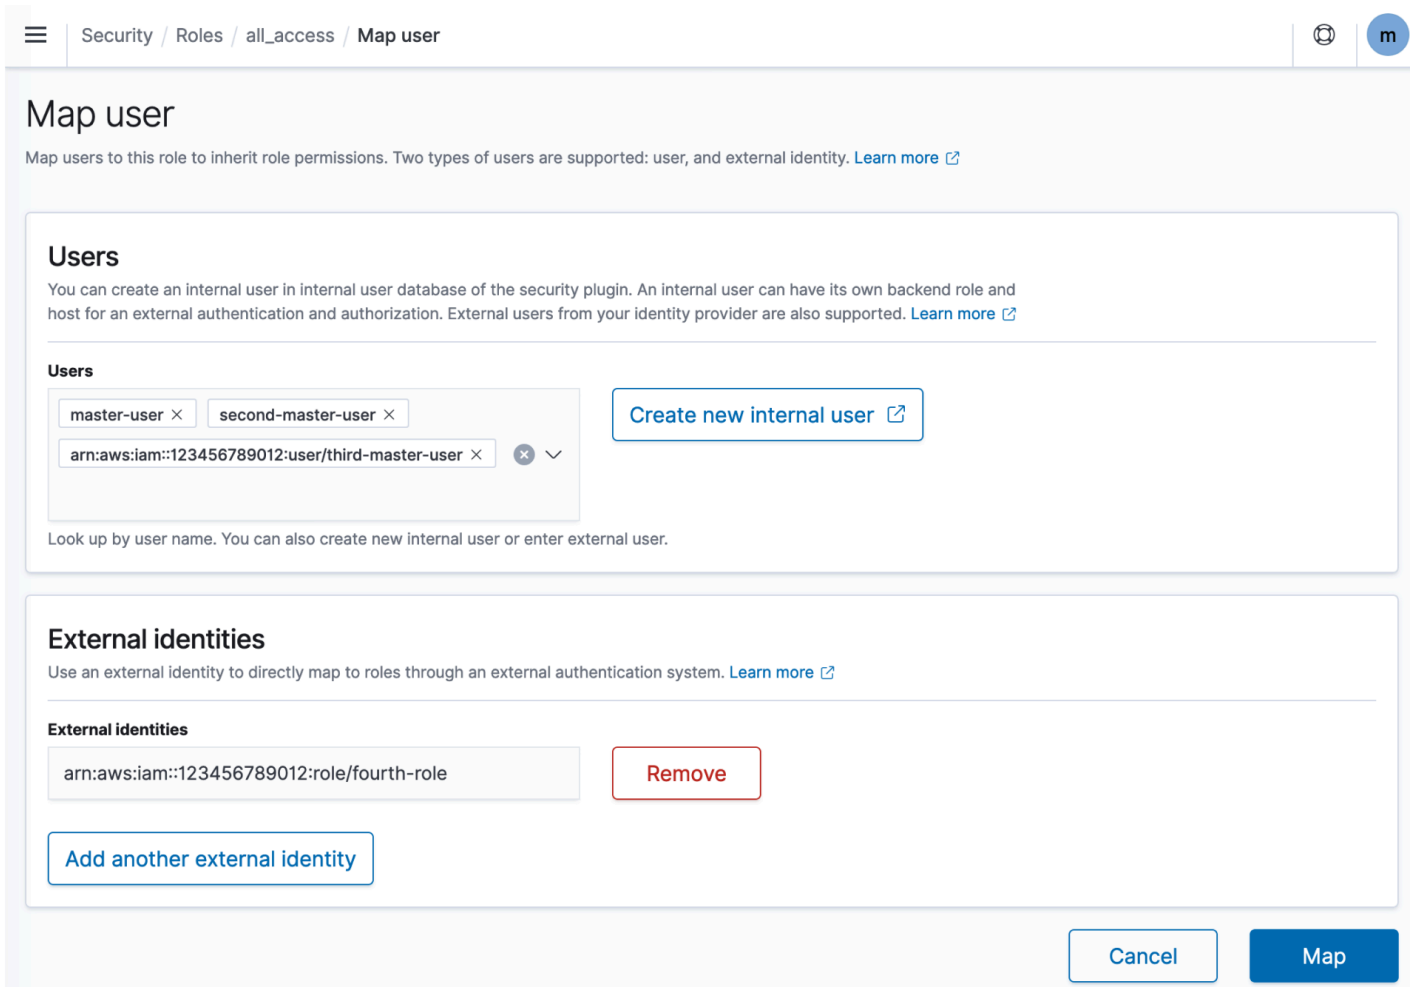 Security / Roles / all_access / Map user
m
Map user
Map users to this role to inherit role permissions. Two types of users are supported: user, and external identity. Learn more
Users
You can create an internal user in internal user database of the security plugin. An internal user can have its own backend role and
host for an external authentication and authorization. External users from your identity provider are also supported. Learn more
Users
master-user
second-master-user
Create new internal user
arn:aws:iam::123456789012:user/third-master-user
Look up by user name. You can also create new internal user or enter external user.
External identities
Use an external identity to directly map to roles through an external authentication system. Learn more
External identities
arn:aws:iam::123456789012:role/fourth-role
Remove
Add another external identity
Cancel
Map